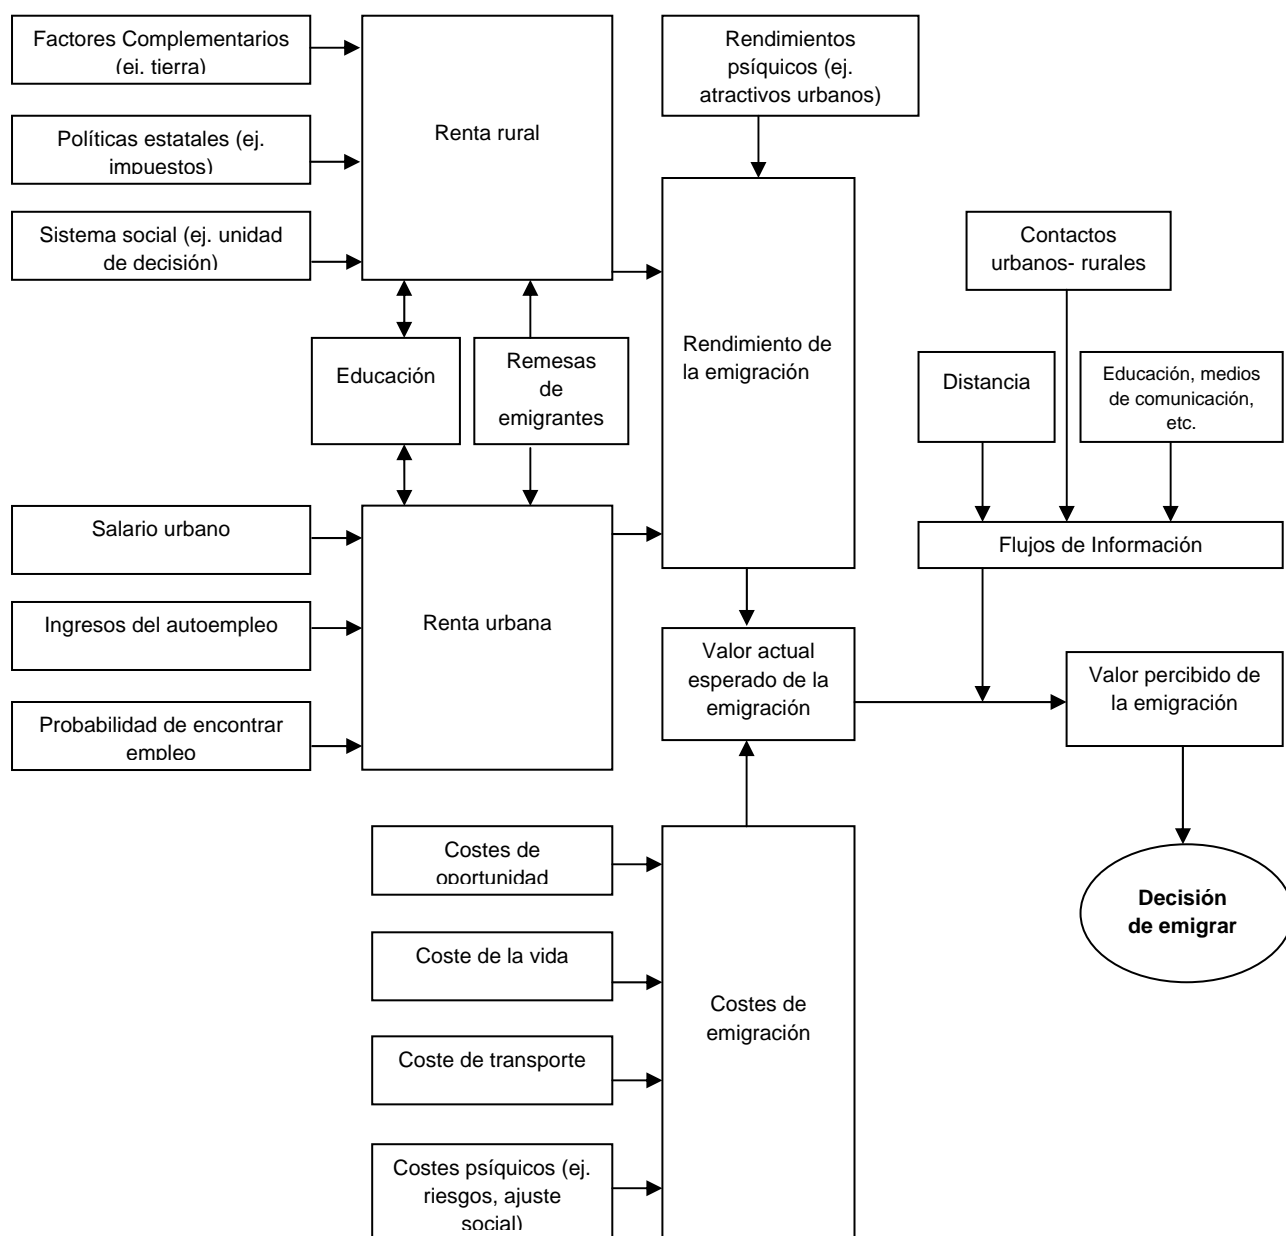 Factores Complementarios
(ej. tierra)
Políticas estatales (ej.
impuestos)
Sistema social (ej. unidad
de decisión)
Renta rural
Rendimientos
psíquicos (ej.
atractivos urbanos)
Educación
Remesas
de
emigrantes
Rendimiento de
la emigración
Contactos
urbanos- rurales
Distancia
Educación, medios
de comunicación,
etc.
Flujos de Información
Salario urbano
Ingresos del autoempleo
Probabilidad de encontrar
empleo
Renta urbana
Valor actual
esperado de la
emigración
Valor percibido de
la emigración
Costes de
oportunidad
Coste de la vida
Coste de transporte
Costes psíquicos (ej.
riesgos, ajuste
social)
Costes de
emigración
Decisión
de emigrar